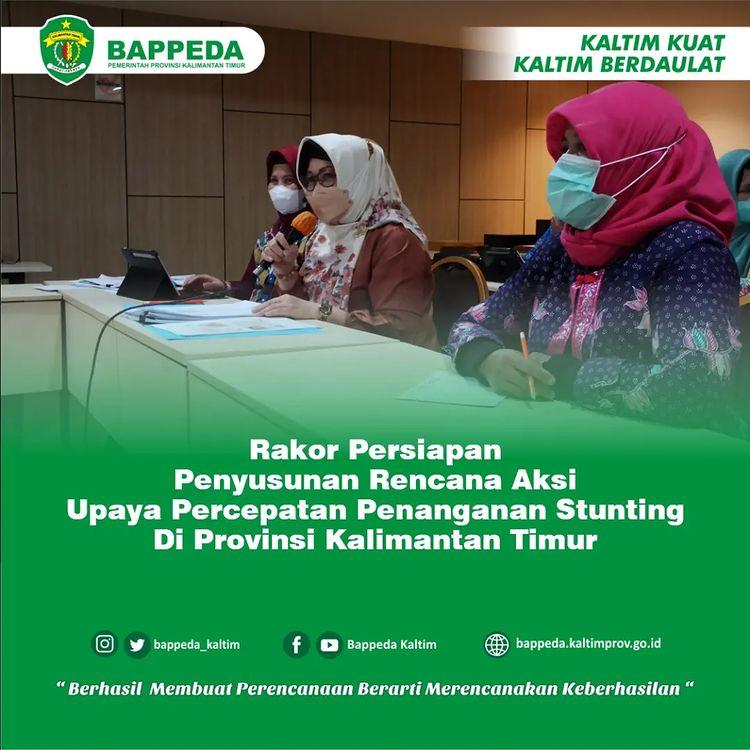 BAPPEDA
PEMERINTAH PROVINSI KALIMANTAN TIMUR
KALTIM KUAT
KALTIM BERDAULAT
Rakor Persiapan
Penyusunan Rencana Aksi
Upaya Percepatan Penanganan Stunting
Di Provinsi Kalimantan Timur
bappeda_kaltim
Bappeda Kaltim
bappeda.kaltimprov.go.id
“ Berhasil Membuat Perencanaan Berarti Merencanakan Keberhasilan “